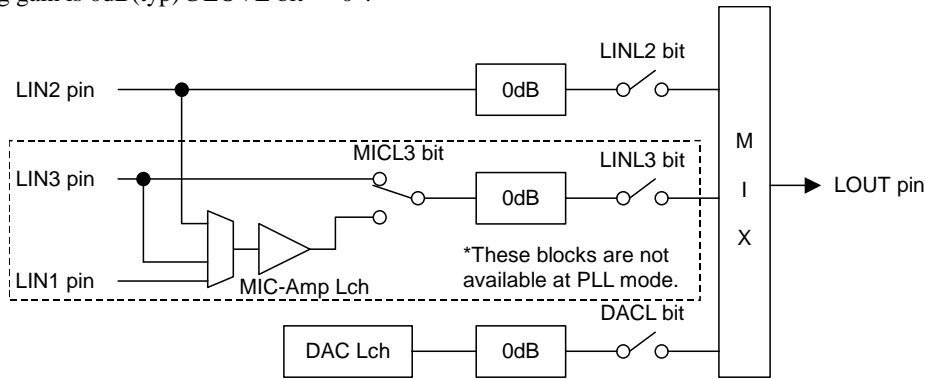 LINL2 bit
LIN2 pin
0dB
MICL3 bit
LINL3 bit
LIN3 pin
0dB
M
I
X
LOUT pin
*These blocks are not
available at PLL mode.
LIN1 pin
MIC-Amp Lch
DACL bit
DAC Lch
0dB